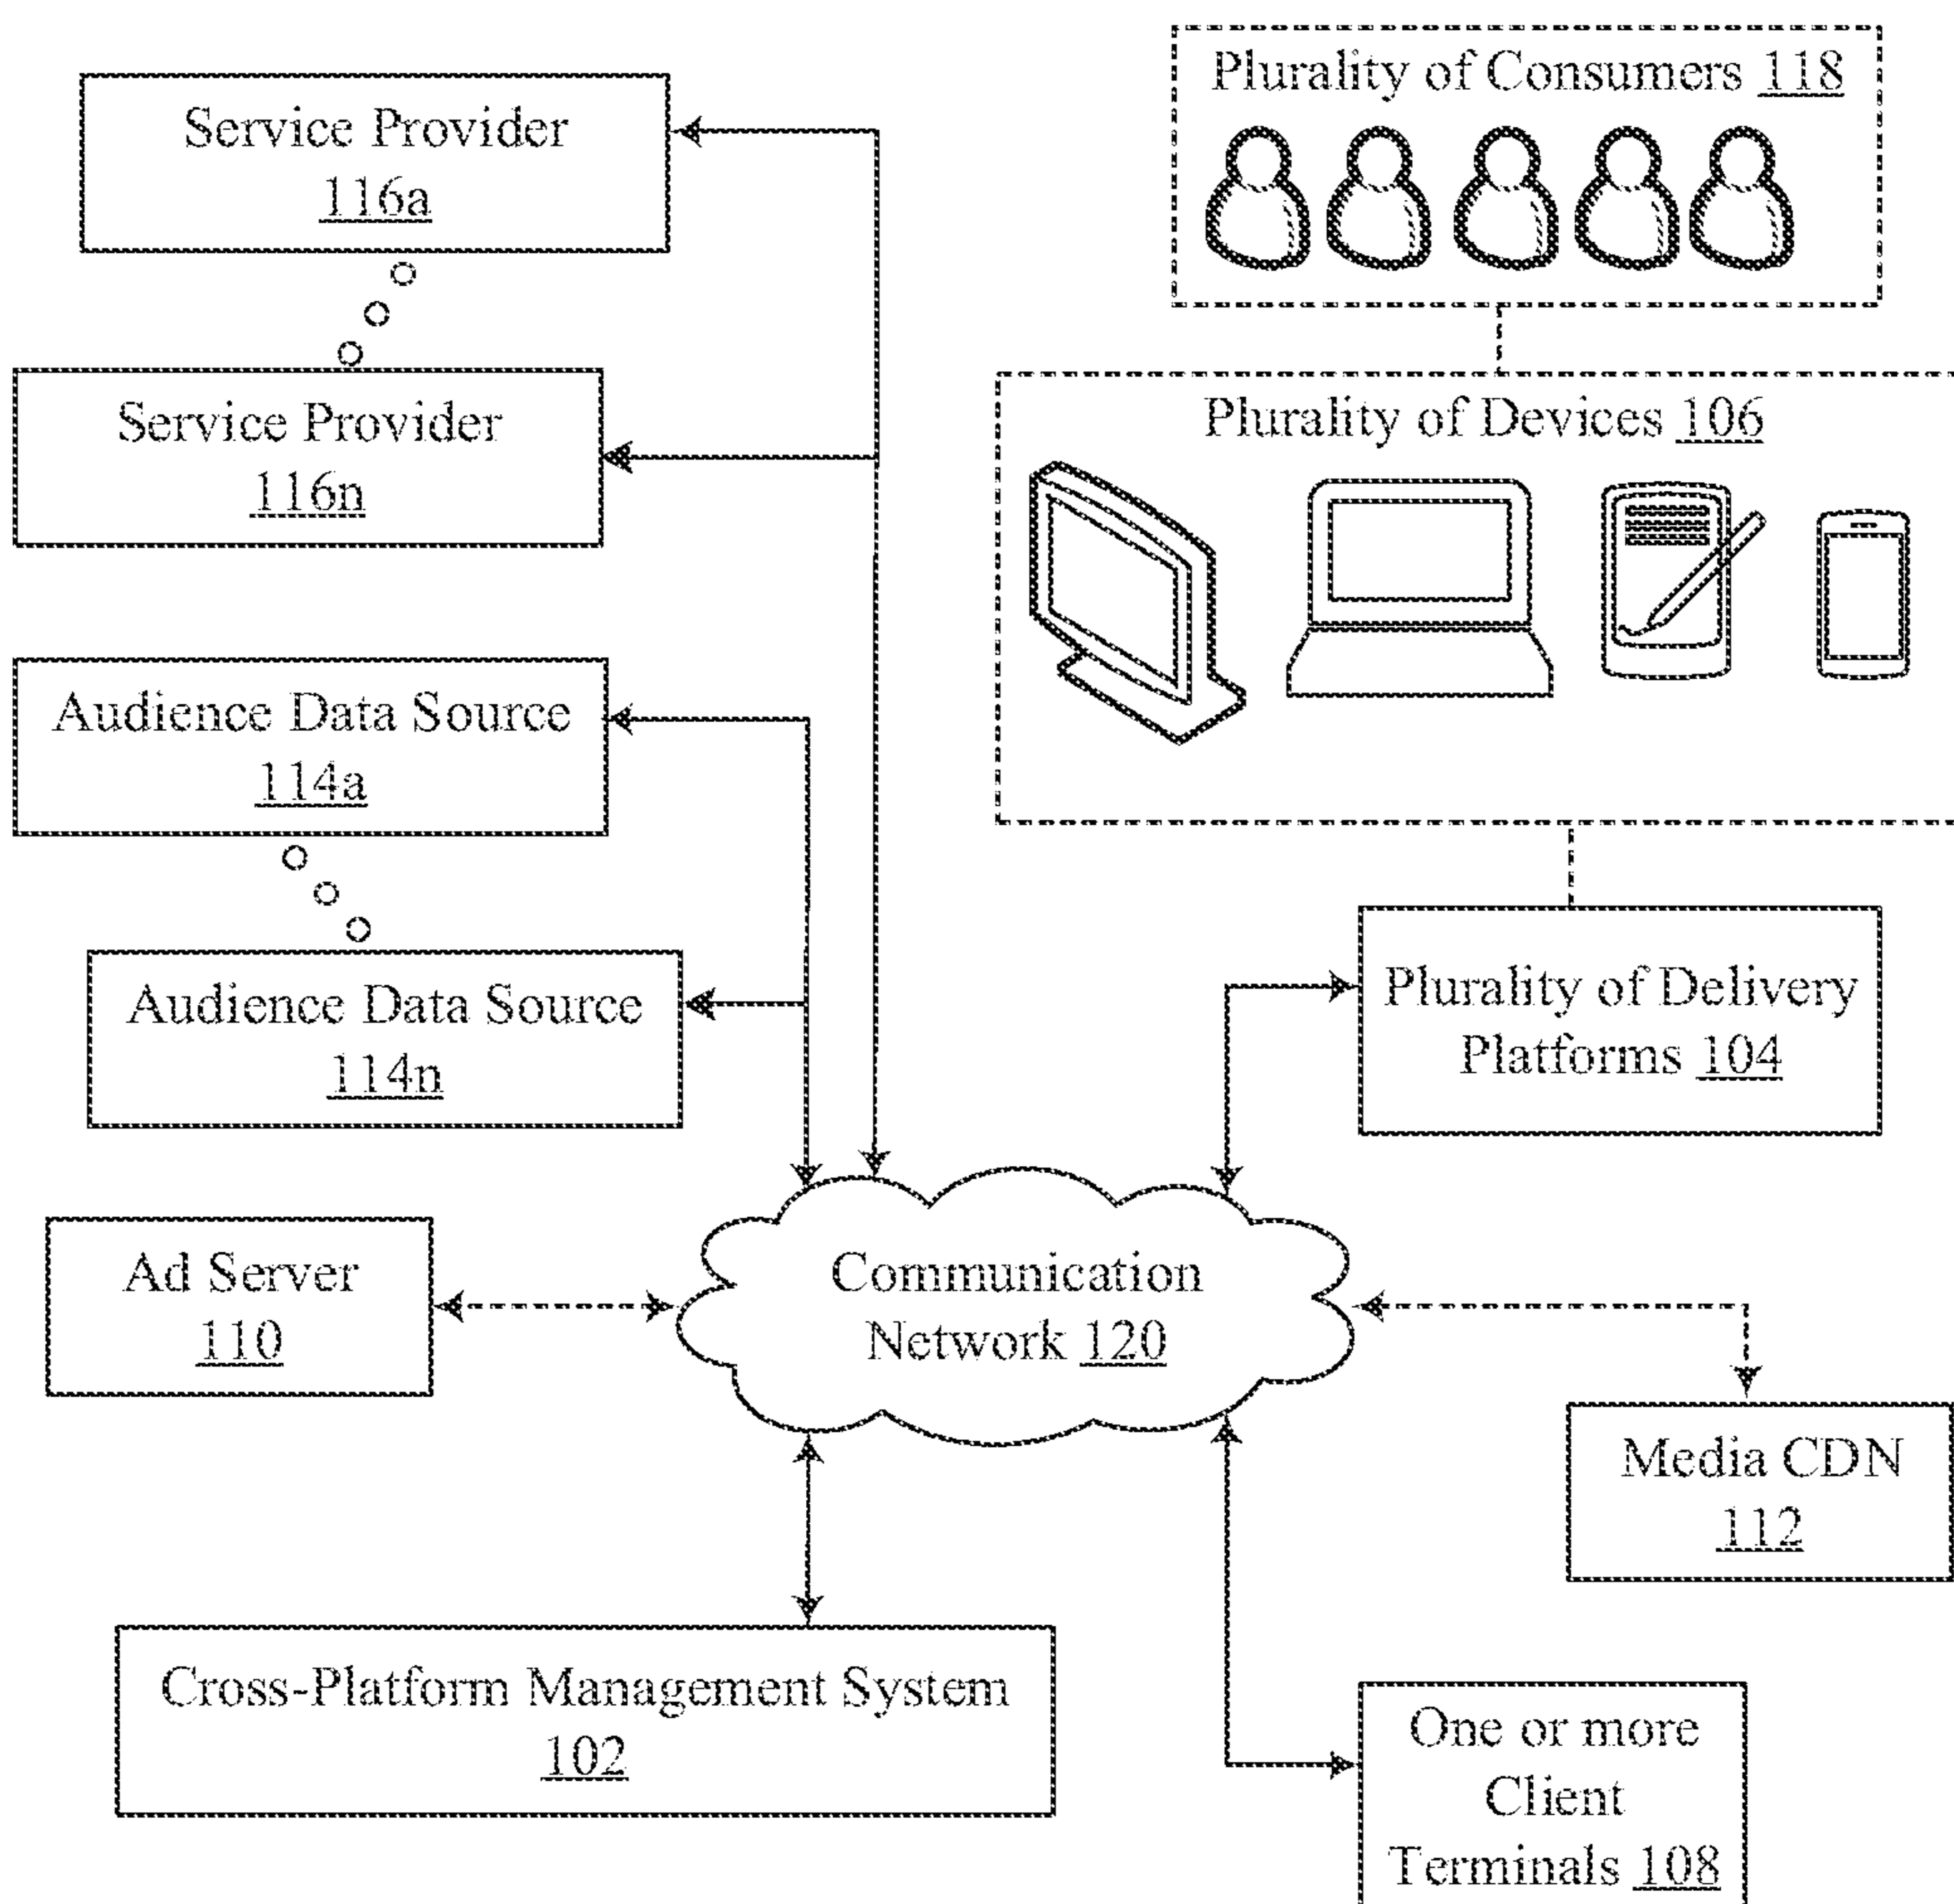 Service Provider
116a
Service Provider
116n
Audience Data Source
114a
Audience Data Source
114n
Plurality of Consumers 118
Plurality of Devices 106
Plurality of Delivery
Platforms 104
Ad Server
110
Communication
Network 120
Media CDN
112
Cross-Platform Management System
102
One or more
Client
Terminals 108